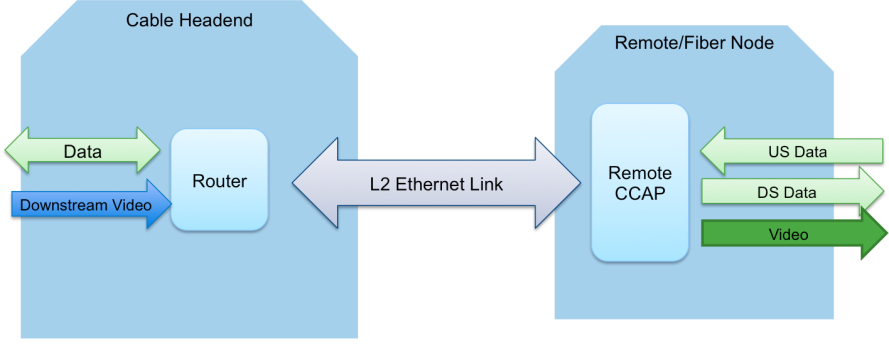 Cable Headend
Remote/Fiber Node
Data
Downstream Video
Router
L2 Ethernet Link
Remote
CCAP
US Data
DS Data
Video